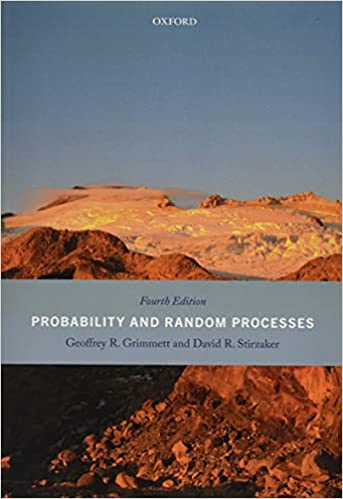 OXFORD
Fourth Edition
PROBABILITY AND RANDOM PROCESSES
Geoffrey R. Grimmett and David R. Stirzaker